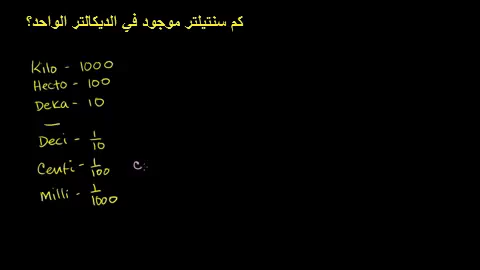 كم سنتيلتر موجود في الديكالتر الواحد؟
Kilo - 1000
Hecto - 100
Deka - 10
Deci - 1/10
Centi - 1/100 c
Milli - 1/1000